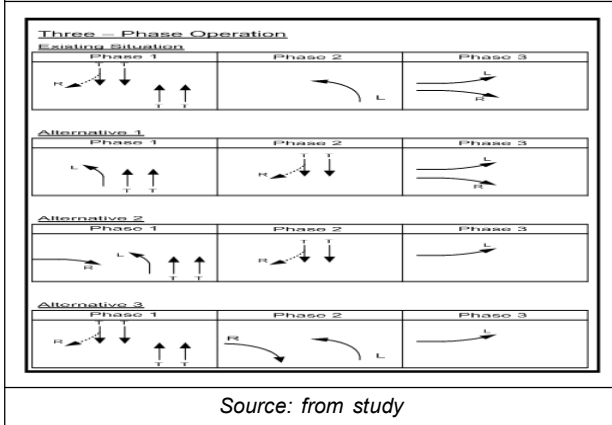 Three – Phase Operation
Existing Situation
Phase 1 Phase 2 Phase 3
T T L
R
T T L R
Alternative 1
Phase 1 Phase 2 Phase 3
L T T L
R
T T R
Alternative 2
Phase 1 Phase 2 Phase 3
L T T L
R R
T T
Alternative 3
Phase 1 Phase 2 Phase 3
T T R L
R
T T L
Source: from study